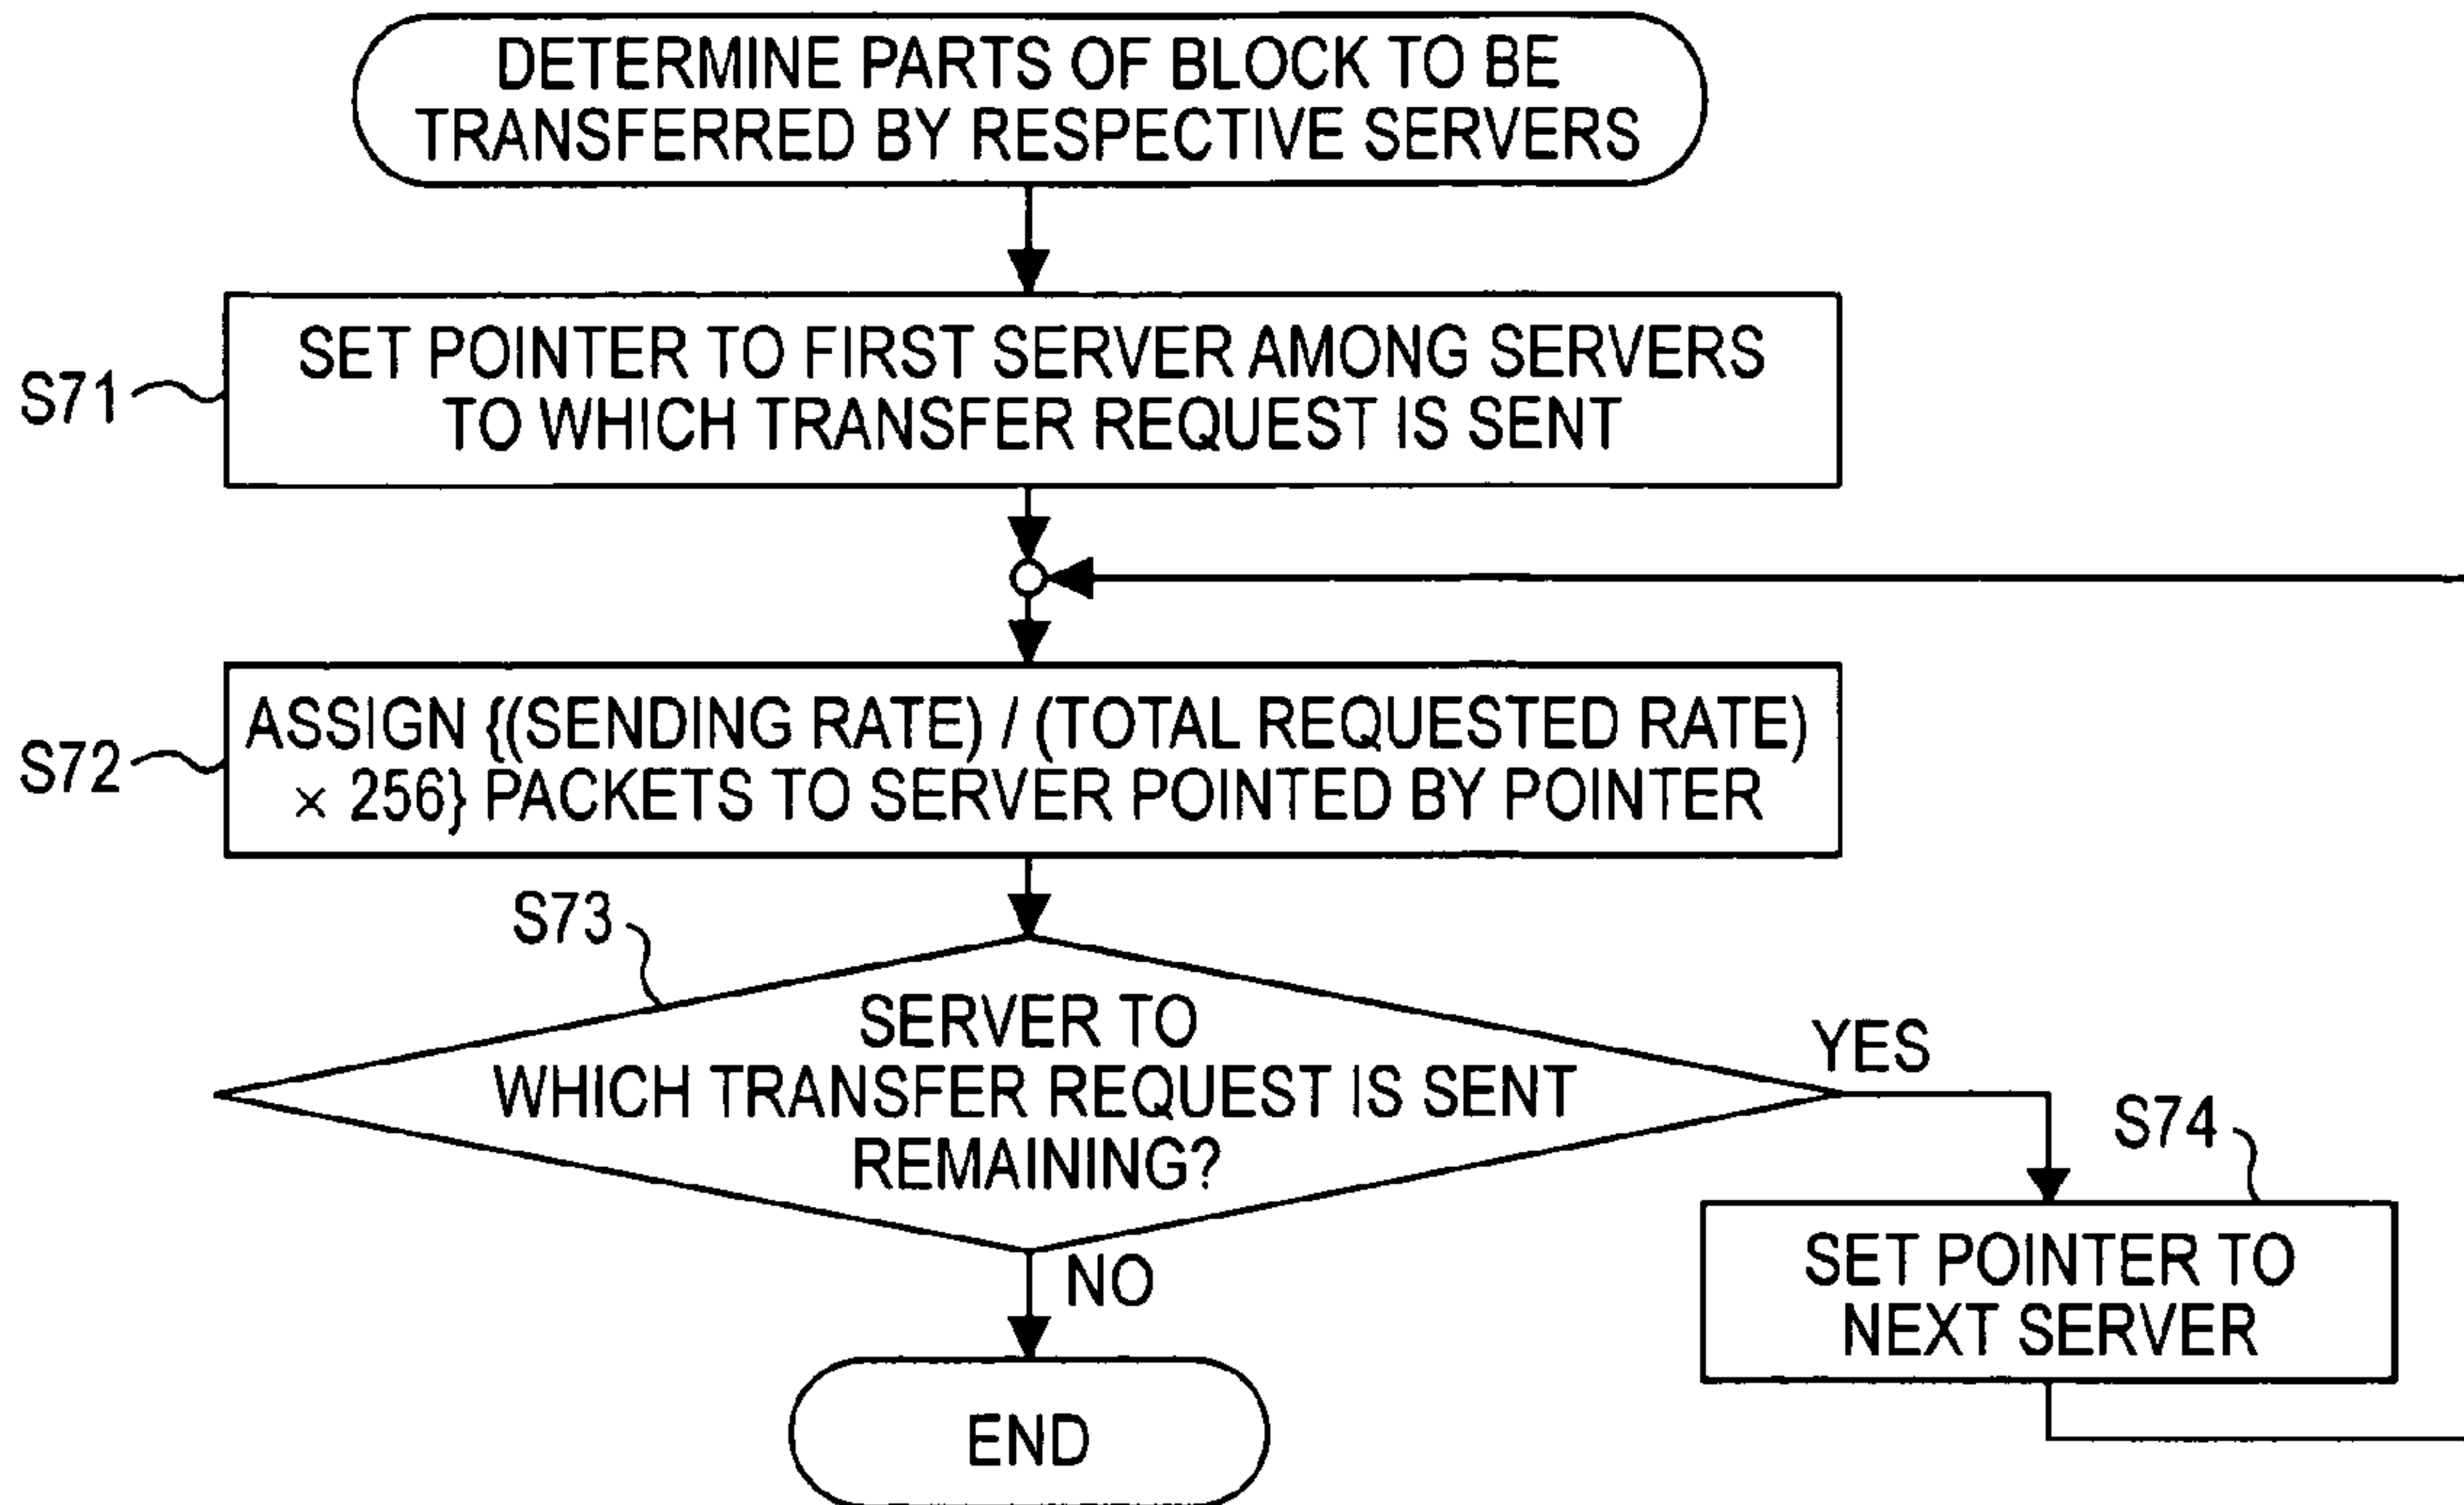 DETERMINE PARTS OF BLOCK TO BE
TRANSFERRED BY RESPECTIVE SERVERS
S71
SET POINTER TO FIRST SERVER AMONG SERVERS
TO WHICH TRANSFER REQUEST IS SENT
S72
ASSIGN {(SENDING RATE) / (TOTAL REQUESTED RATE)
× 256} PACKETS TO SERVER POINTED BY POINTER
S73
SERVER TO
WHICH TRANSFER REQUEST IS SENT
REMAINING?
YES
S74
SET POINTER TO
NEXT SERVER
NO
END